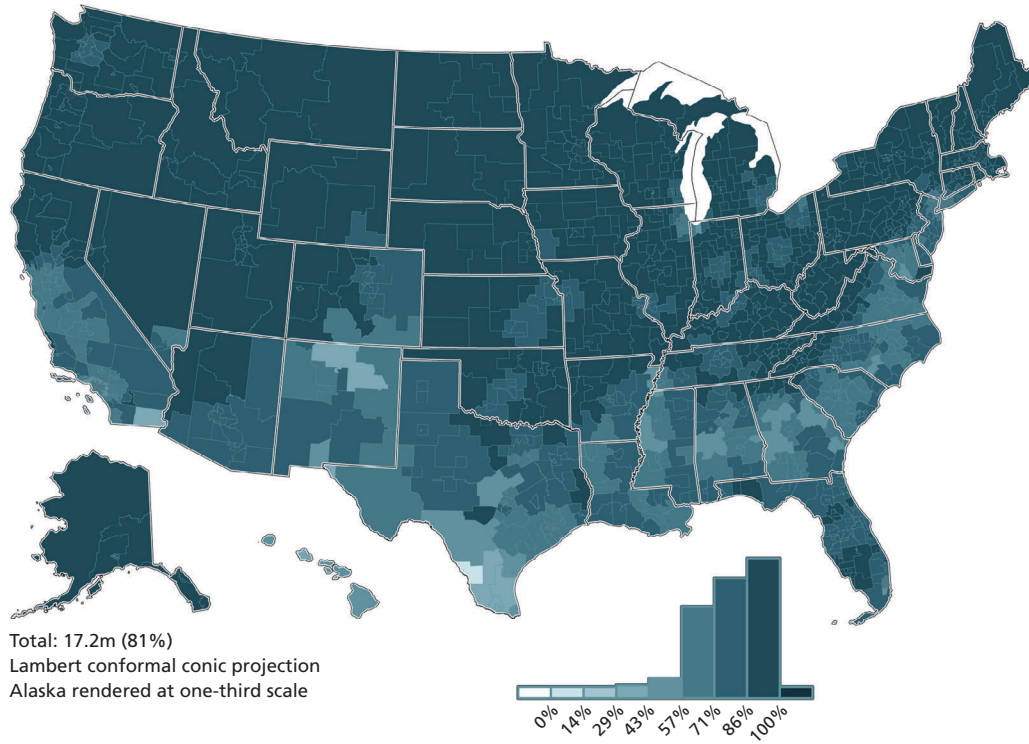 Total: 17.2m (81%)
Lambert conformal conic projection
Alaska rendered at one-third scale
0% 14% 29% 43% 57% 71% 86% 100%